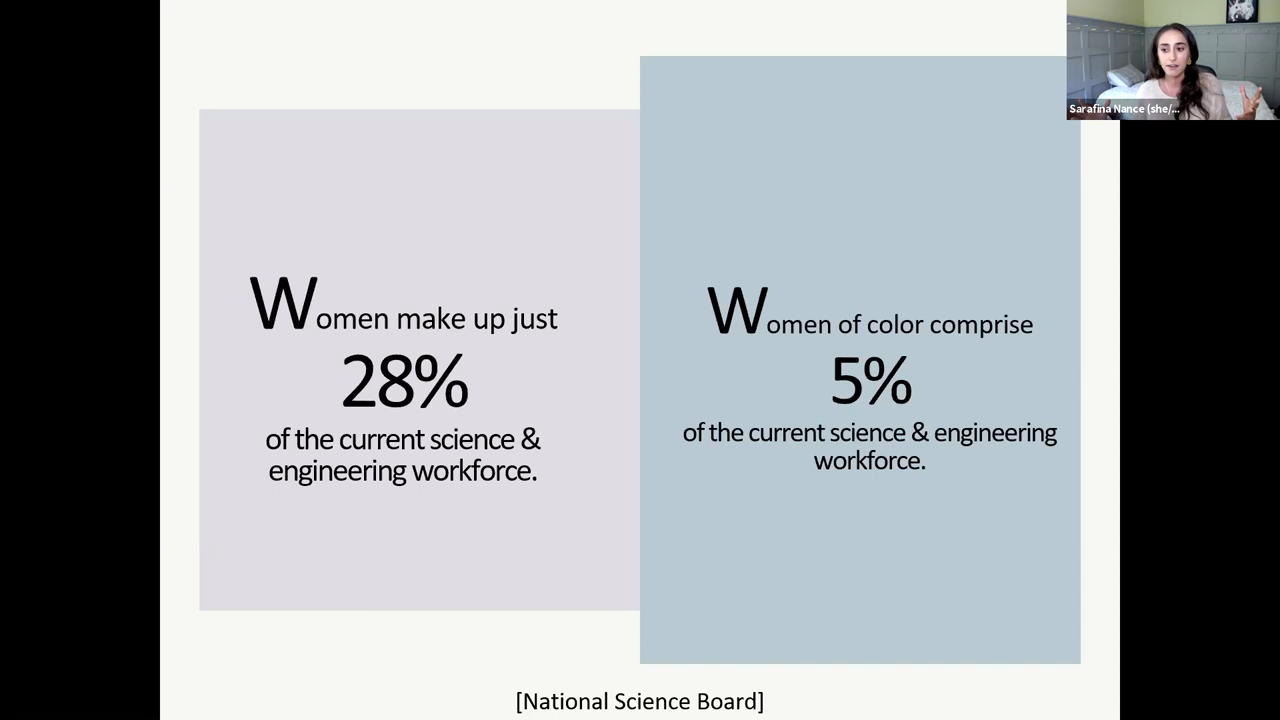 Women make up just
28%
of the current science &
engineering workforce.
Women of color comprise
5%
of the current science & engineering
workforce.
[National Science Board]
Sarafina Nance (she/...